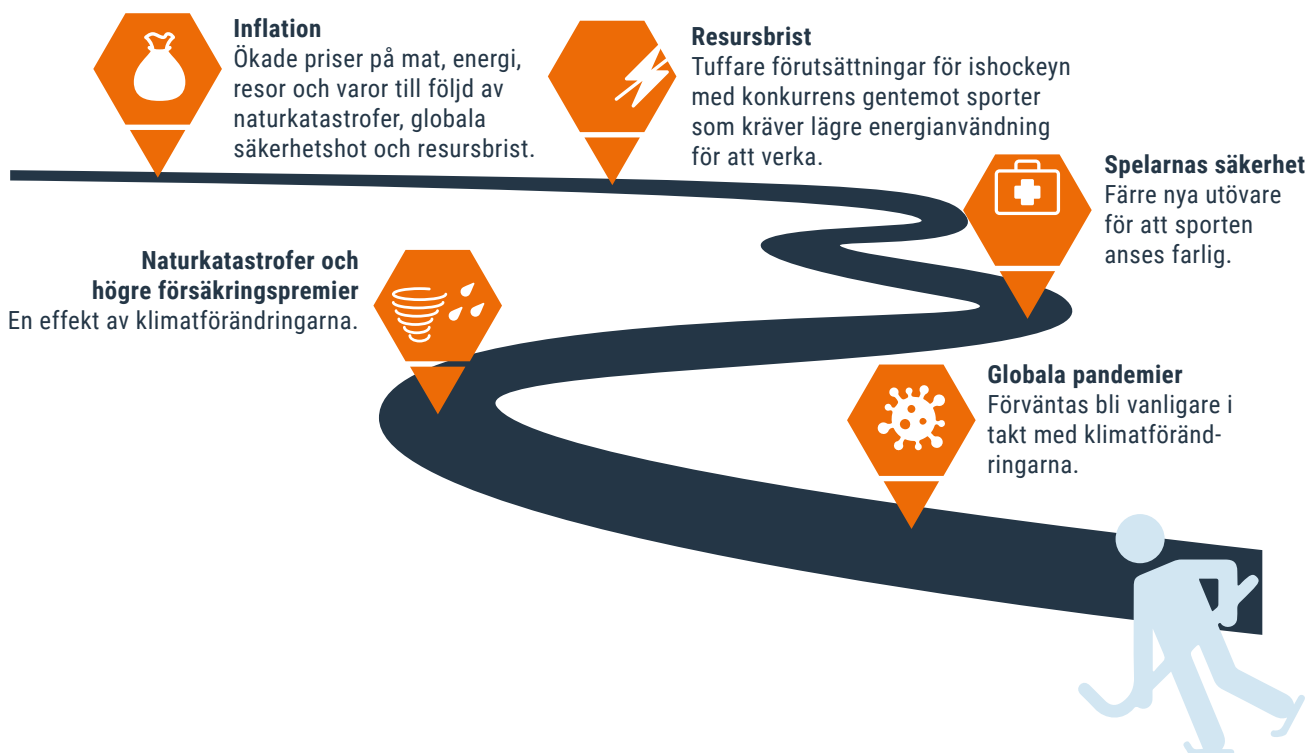 Inflation
Ökade priser på mat, energi,
resor och varor till följd av
naturkatastrofer, globala
säkerhetshot och resursbrist.
Resursbrist
Tuffare förutsättningar för ishockeyn
med konkurrens gentemot sporter
som kräver lägre energianvändning
för att verka.
Spelarnas säkerhet
Färre nya utövare
för att sporten
anses farlig.
Naturkatastrofer och
högre försäkringspremier
En effekt av klimatförändringarna.
Globala pandemier
Förväntas bli vanligare i
takt med klimatföränd-
ringarna.